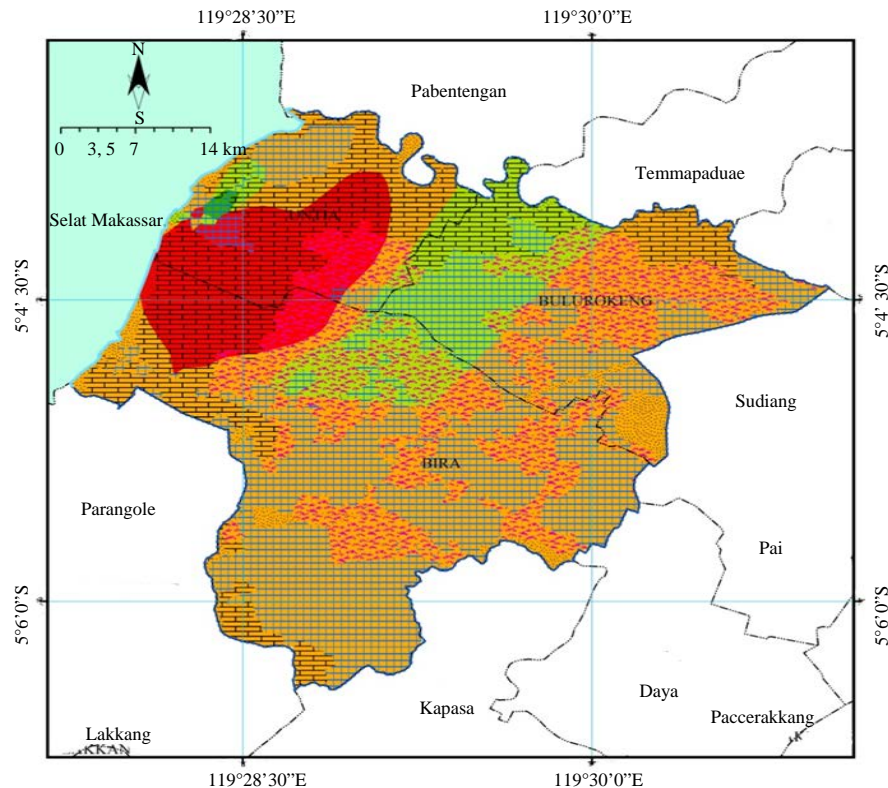 119°28’30”E 119°30’0”E
N
S
0 3, 5 7 14 km
Pabentengan
Temmapaduae
Selat Makassar
5°4’ 30”S 5°4’ 30”S
BULUROKENG
Sudiang
BIRA
Parangole
Pai
5°6’0”S 5°6’0”S
Kapasa
Daya
Paccerakkang
Lakkang
KKAN
119°28’30”E 119°30’0”E